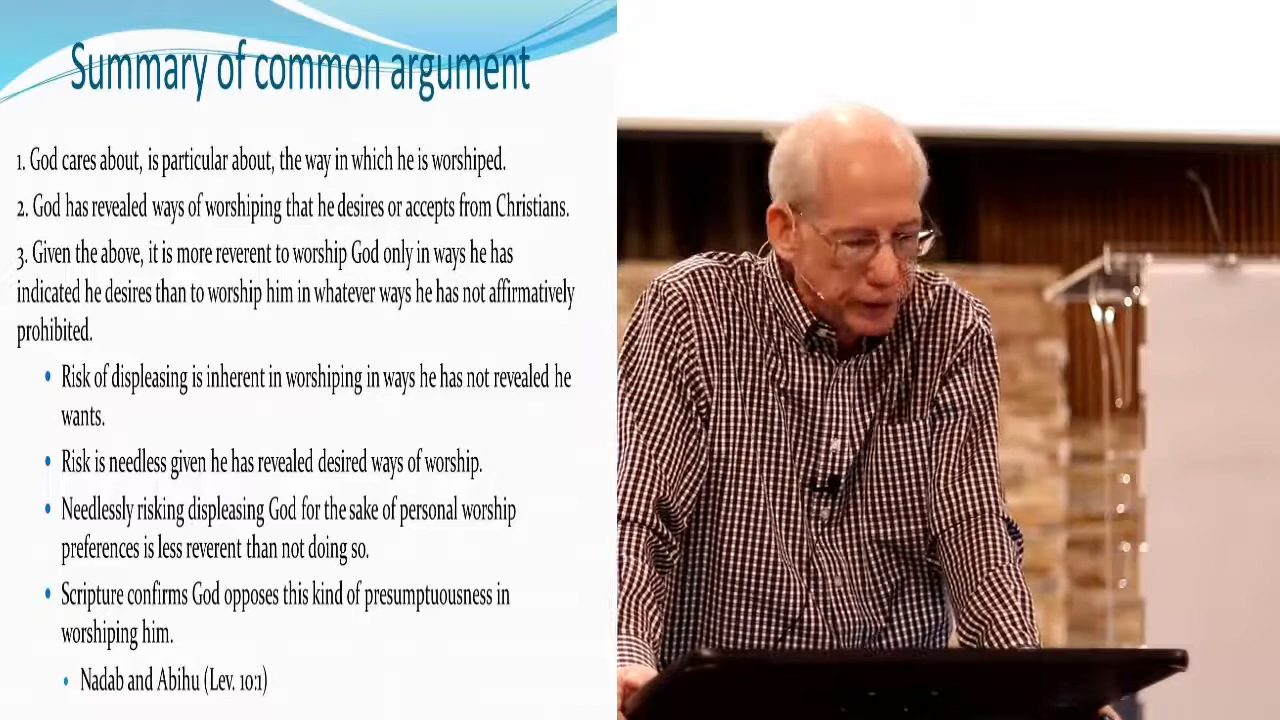 Summary of common argument
1. God cares about, is particular about, the way in which he is worshiped.
2. God has revealed ways of worshiping that he desires or accepts from Christians.
3. Given the above, it is more reverent to worship God only in ways he has
indicated he desires than to worship him in whatever ways he has not affirmatively
prohibited.
• Risk of displeasing is inherent in worshiping in ways he has not revealed he
wants.
• Risk is needless given he has revealed desired ways of worship.
• Needlessly risking displeasing God for the sake of personal worship
preferences is less reverent than not doing so.
• Scripture confirms God opposes this kind of presumptuousness in
worshiping him.
• Nadab and Abihu (Lev. 10:1)